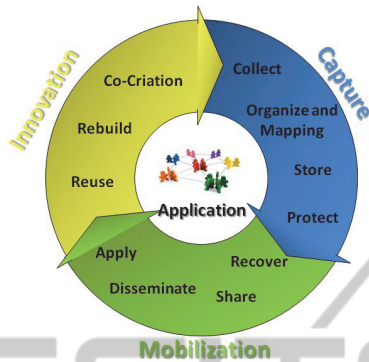 Innovation
Co-Criation
Rebuild
Reuse
Capture
Collect
Organize and
Mapping
Store
Protect
Application
Apply
Disseminate
Recover
Share
Mobilization